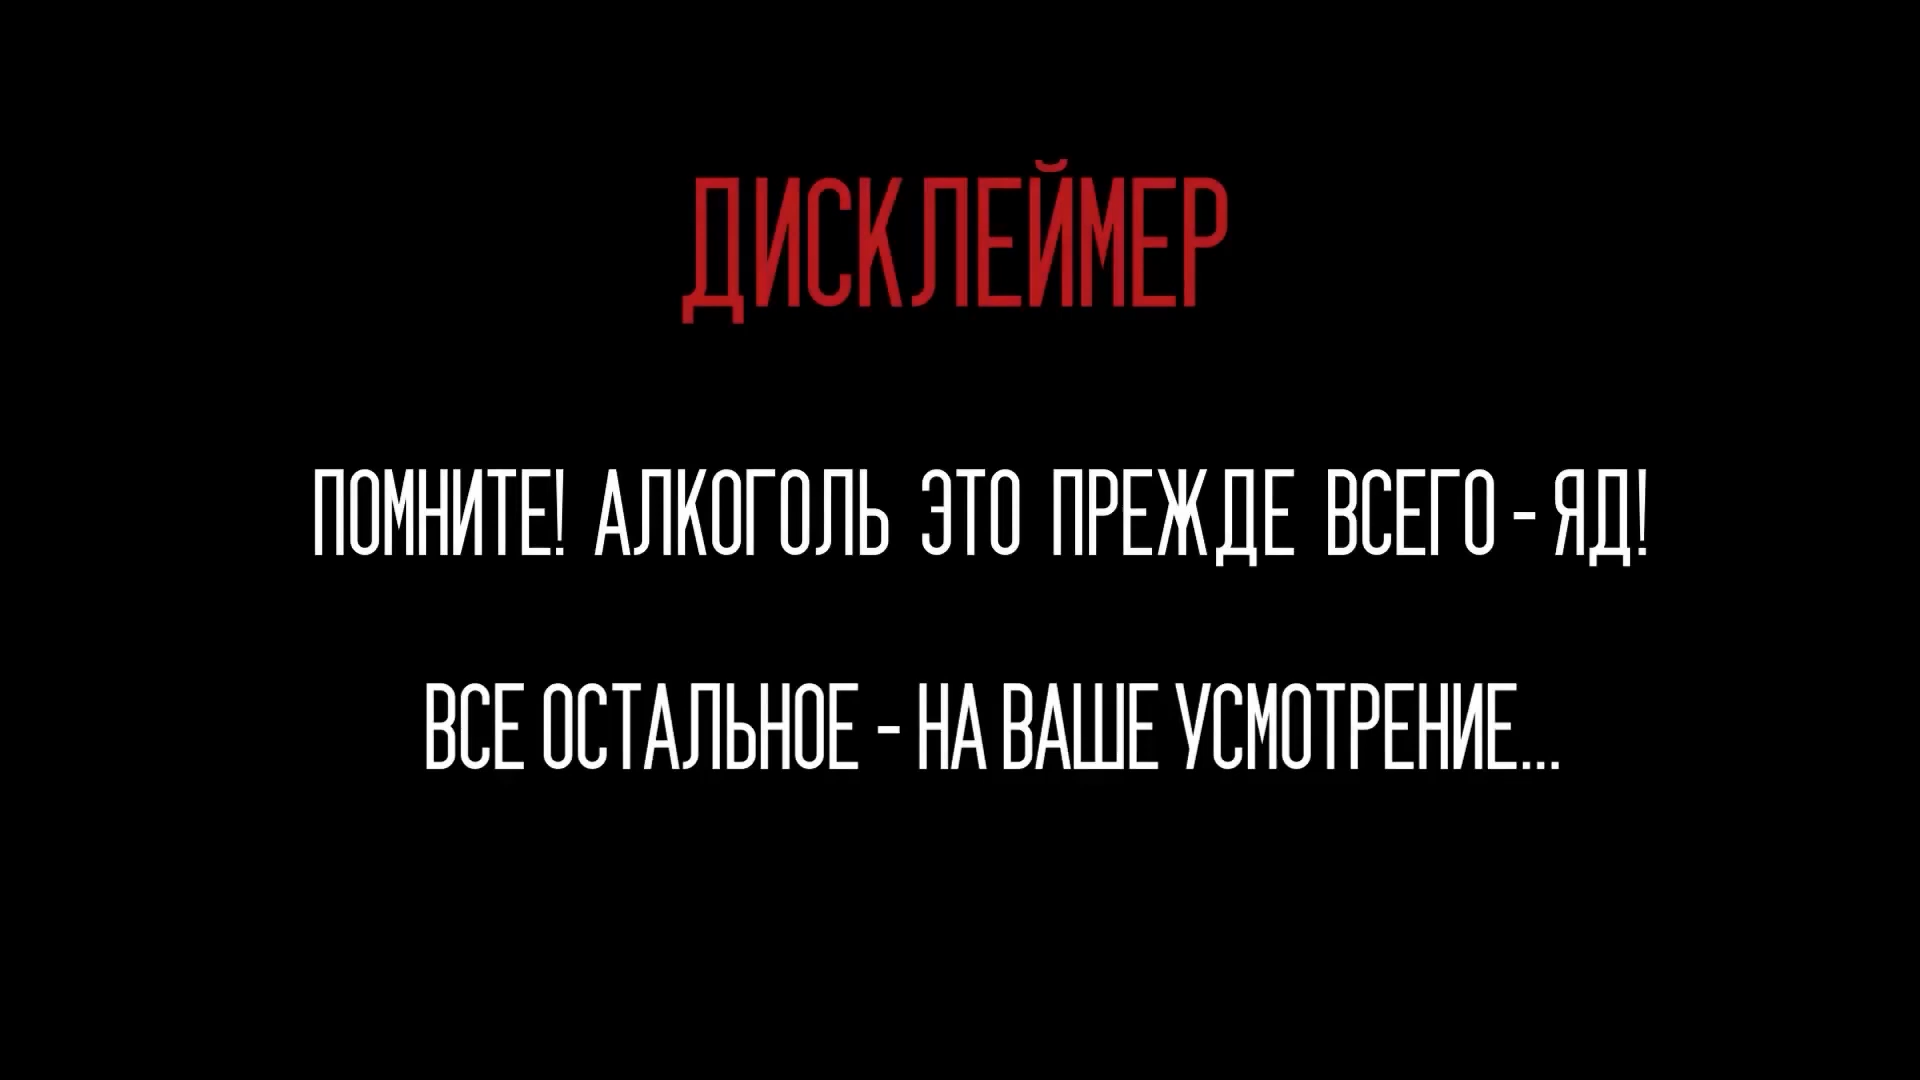 ДИСКЛЕЙМЕР
ПОМНИТЕ! АЛКОГОЛЬ ЭТО ПРЕЖДЕ ВСЕГО - ЯД!
ВСЕ ОСТАЛЬНОЕ - НА ВАШЕ УСМОТРЕНИЕ...